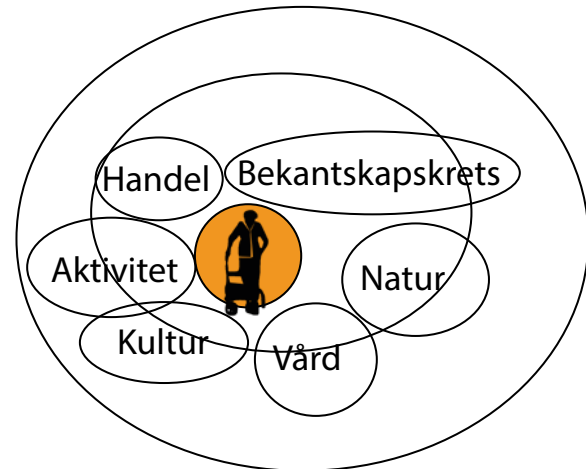 Handel
Bekantskapskrets
Aktivitet
Natur
Kultur
Vård